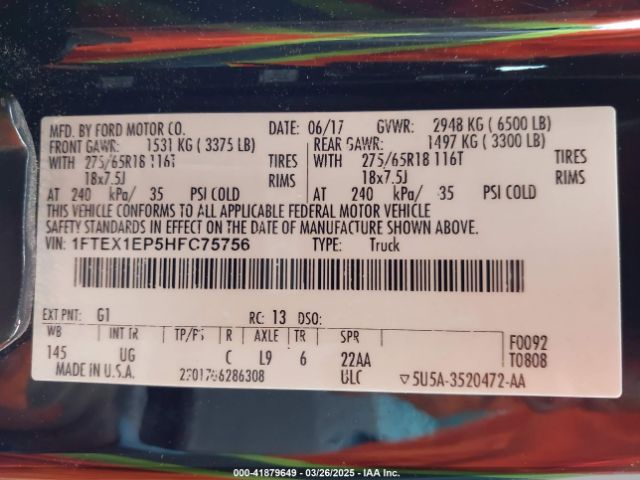 MFD. BY FORD MOTOR CO. DATE: 06/17 GVWR: 2948 KG ( 6500 LB)
FRONT GAWR: 1531 KG ( 3375 LB) REAR GAWR: 1497 KG ( 3300 LB)
WITH 275/65R18 116T TIRES WITH 275/65R18 116T TIRES
18x7.5J RIMS 18x7.5J RIMS
AT 240 kPa/ 35 PSI COLD AT 240 kPa/ 35 PSI COLD
THIS VEHICLE CONFORMS TO ALL APPLICABLE FEDERAL MOTOR VEHICLE
SAFETY STANDARDS IN EFFECT ON THE DATE OF MANUFACTURE SHOWN ABOVE.
VIN: 1FTEX1EP5HFC75756 TYPE: Truck
EXT PNT: G1 RC: 13 DSO:
WB INT TR TP/PS R AXLE TR SPR F0092
145 UG C L9 6 22AA T0808
MADE IN U.S.A. ULC ▽5U5A-3520472-AA
000-41879649 | 03/26/2025 | IAA Inc.